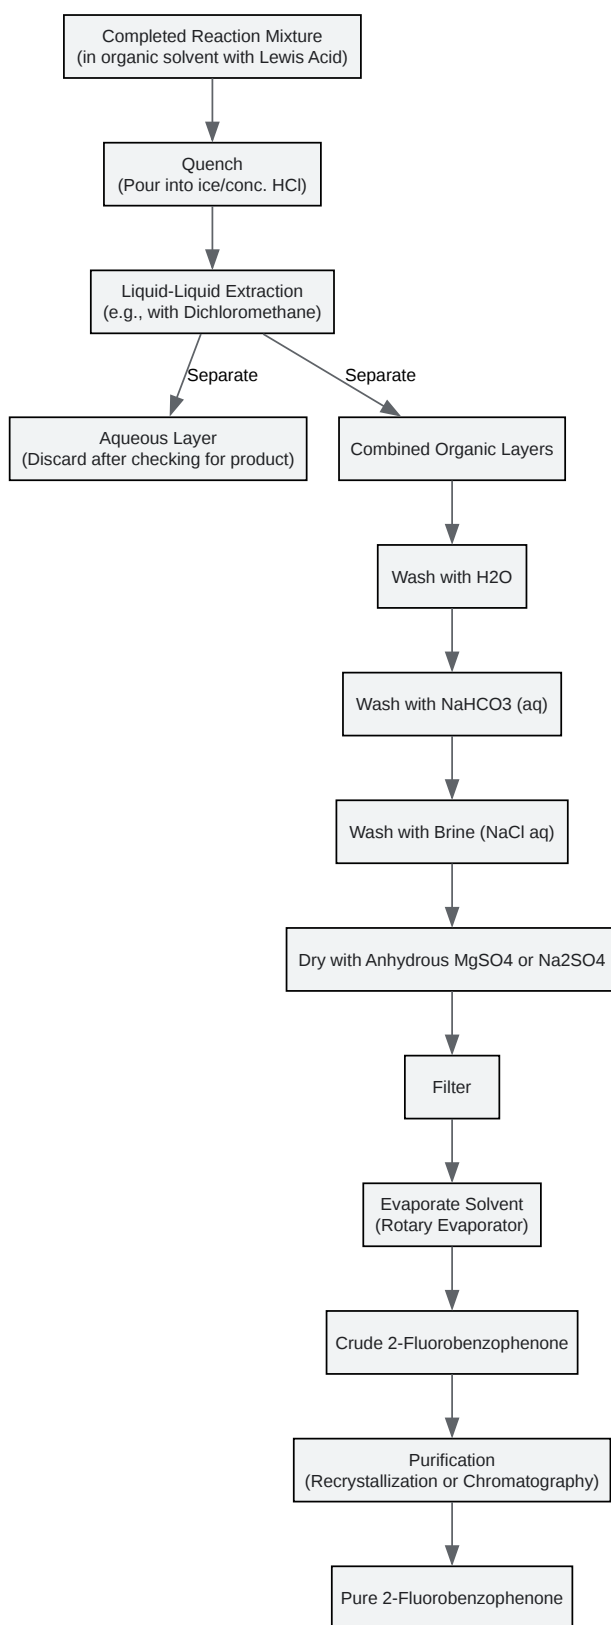 Completed Reaction Mixture
(in organic solvent with Lewis Acid)
Quench
(Pour into ice/conc. HCl)
Liquid-Liquid Extraction
(e.g., with Dichloromethane)
Separate
Separate
Aqueous Layer
(Discard after checking for product)
Combined Organic Layers
Wash with H2O
Wash with NaHCO3 (aq)
Wash with Brine (NaCl aq)
Dry with Anhydrous MgSO4 or Na2SO4
Filter
Evaporate Solvent
(Rotary Evaporator)
Crude 2-Fluorobenzophenone
Purification
(Recrystallization or Chromatography)
Pure 2-Fluorobenzophenone